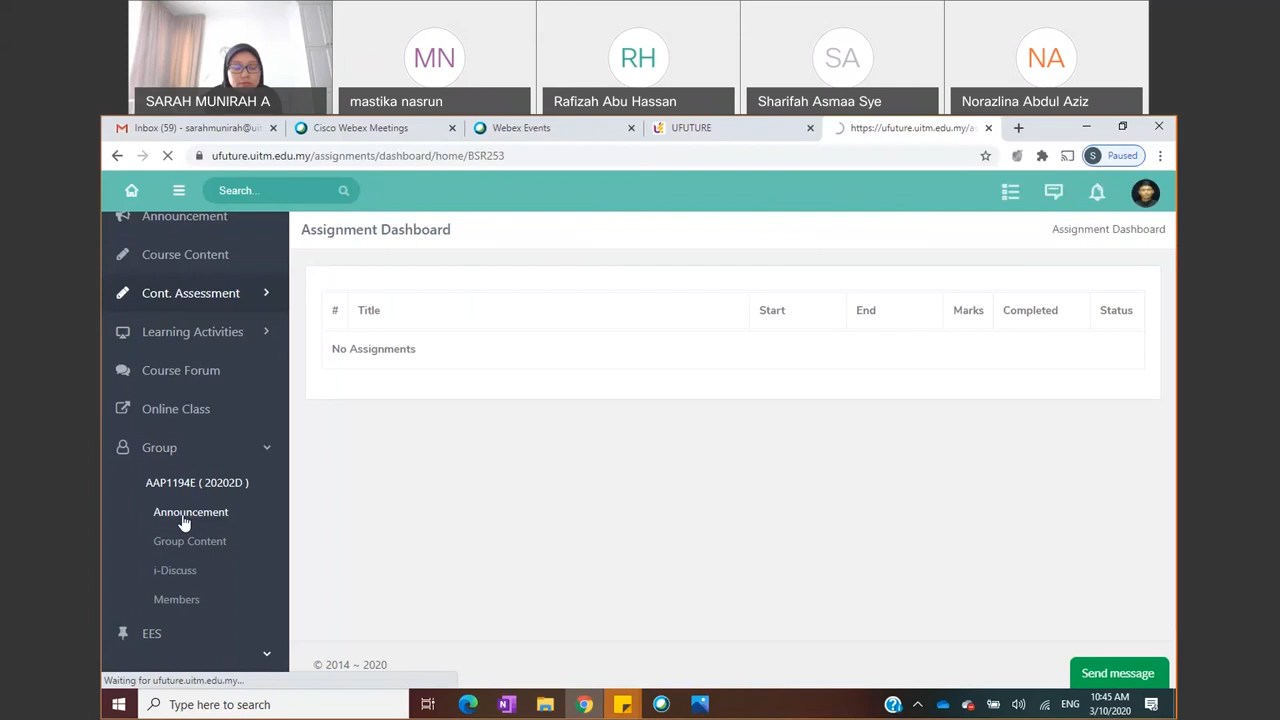 MN
RH
SA
NA
SARAH MUNIRAH A
mastika nasrun
Rafizah Abu Hassan
Sharifah Asmaa Sye
Norazlina Abdul Aziz
Inbox (59) - sarahmunirah@ui
Cisco Webex Meetings
Webex Events
UFUTURE
https://ufuture.uitm.edu.my/as
ufuture.uitm.edu.my/assignments/dashboard/home/BSR253
S
Paused
Search...
Announcement
Assignment Dashboard
Assignment Dashboard
Course Content
Cont. Assessment
Learning Activities
Course Forum
Online Class
Group
AAP1194E ( 20202D )
Announcement
Group Content
i-Discuss
Members
EES
# Title Start End Marks Completed Status
No Assignments
© 2014 ~ 2020
Send message
Waiting for ufuture.uitm.edu.my...
Type here to search
ENG
10:45 AM
3/10/2020